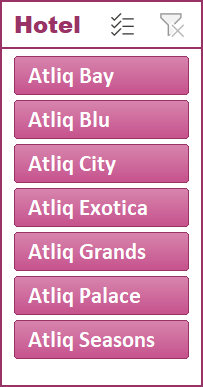 Hotel
Atliq Bay
Atliq Blu
Atliq City
Atliq Exotica
Atliq Grands
Atliq Palace
Atliq Seasons